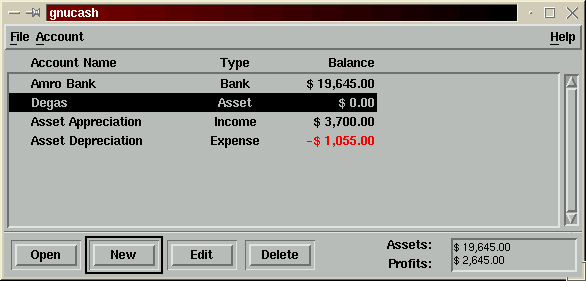 gnucash
File Account Help
Account Name Type Balance
Amro Bank Bank $ 19,645.00
Degas Asset $ 0.00
Asset Appreciation Income $ 3,700.00
Asset Depreciation Expense -$ 1,055.00
Open New Edit Delete
Assets: $ 19,645.00
Profits: $ 2,645.00